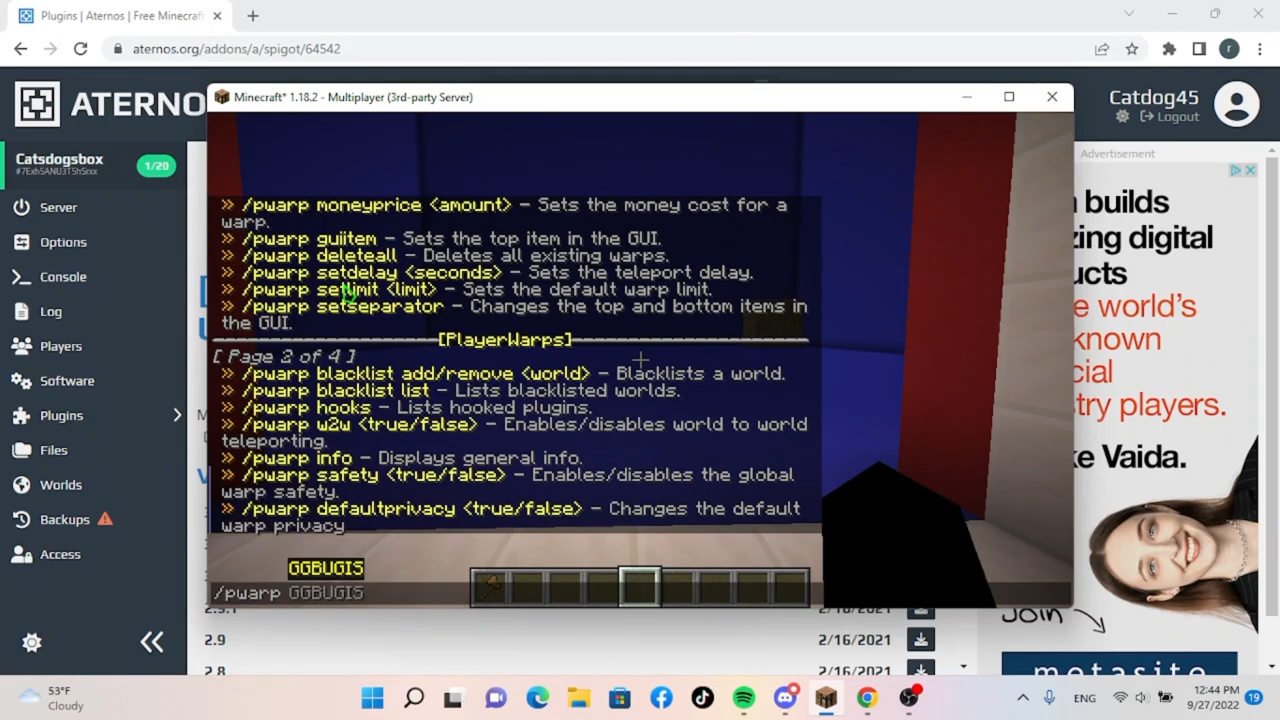 Plugins | Aternos | Free Minecraft
aternos.org/addons/a/spigot/64542
r
ATERNOS
Minecraft* 1.18.2 - Multiplayer (3rd-party Server)
Catdog45
Logout
Catsdogsbox
1/20
Advertisement
Server
Options
Console
Log
Players
Software
Plugins
Files
Worlds
Backups
Access
» /pwarp moneyprice <amount> – Sets the money cost for a
warp.
» /pwarp guiitem – Sets the top item in the GUI.
» /pwarp deleteall – Deletes all existing warps.
» /pwarp setdelay <seconds> – Sets the teleport delay.
» /pwarp setlimit <limit> – Sets the default warp limit.
» /pwarp setseparator – Changes the top and bottom items in
the GUI.
[PlayerWarps]
[ Page 2 of 4 ]
» /pwarp blacklist add/remove <world> – Blacklists a world.
» /pwarp blacklist list – Lists blacklisted worlds.
» /pwarp hooks – Lists hooked plugins.
» /pwarp w2w <true/false> – Enables/disables world to world
teleporting.
» /pwarp info – Displays general info.
» /pwarp safety <true/false> – Enables/disables the global
warp safety.
» /pwarp defaultprivacy <true/false> – Changes the default
warp privacy
GGBUGIS
/pwarp GGBUGIS
2.9 2/16/2021
2.8 2/16/2021
builds
zing digital
ucts
e world's
known
cial
stry players.
ke Vaida.
JOIN
metasite
53°F
Cloudy
ENG
12:44 PM
9/27/2022
19